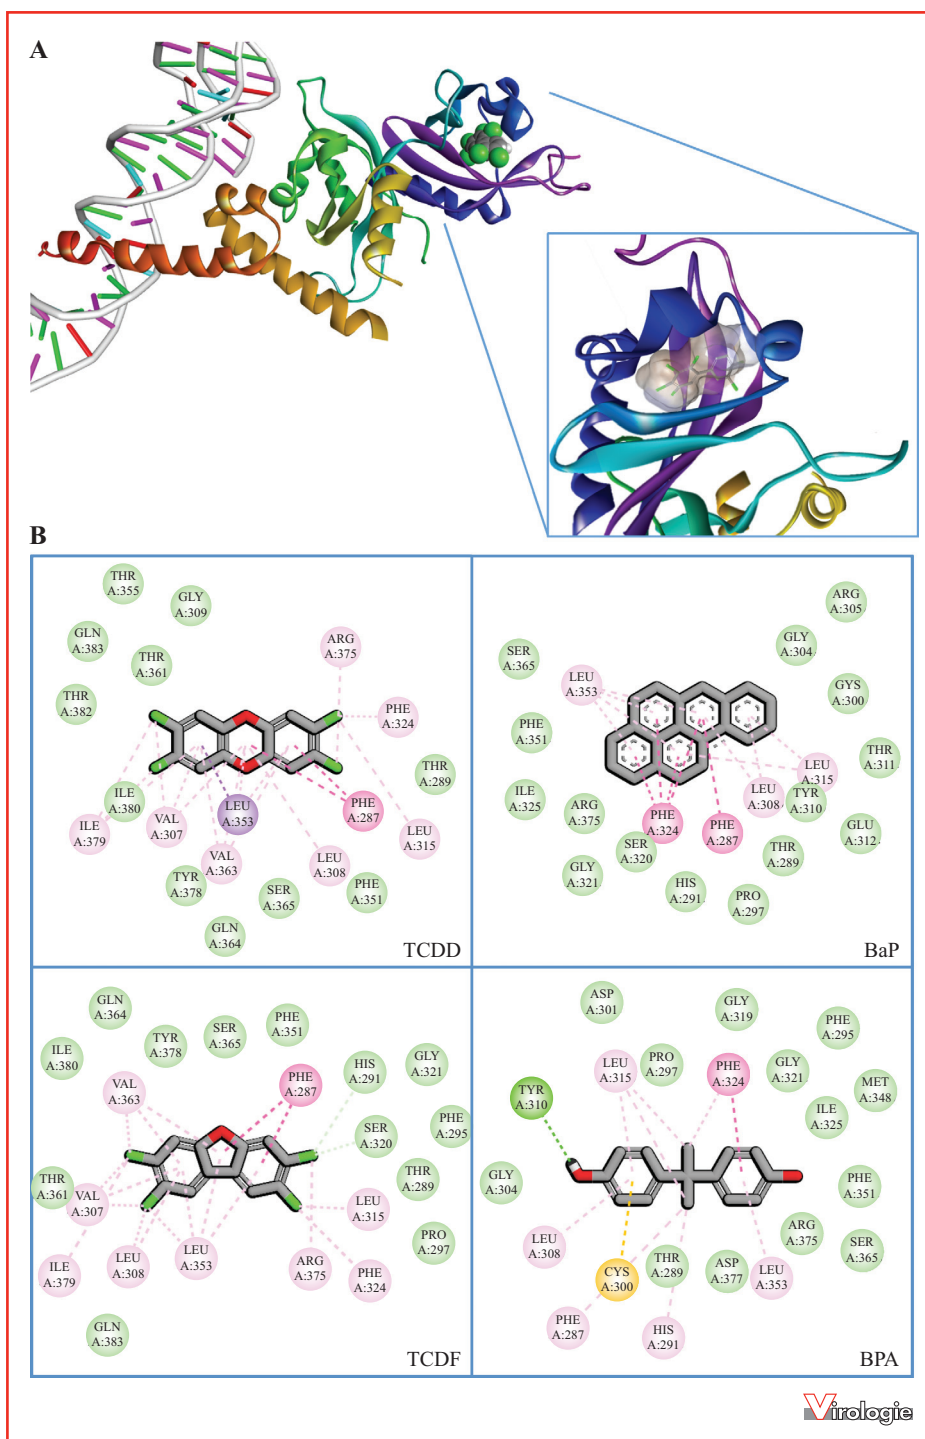 A
B
THR
A:355
GLY
A:309
GLN
A:383
THR
A:361
ARG
A:375
THR
A:382
PHE
A:324
THR
A:289
ILE
A:380
ILE
A:379
VAL
A:307
LEU
A:353
PHE
A:287
LEU
A:315
VAL
A:363
LEU
A:308
TYR
A:378
SER
A:365
PHE
A:351
GLN
A:364
TCDD
ARG
A:305
GLY
A:304
SER
A:365
LEU
A:353
GYS
A:300
PHE
A:351
THR
A:311
LEU
A:315
ILE
A:325
LEU
A:308
TYR
A:310
ARG
A:375
PHE
A:324
PHE
A:287
GLU
A:312
SER
A:320
THR
A:289
GLY
A:321
HIS
A:291
PRO
A:297
BaP
GLN
A:364
TYR
A:378
SER
A:365
PHE
A:351
ILE
A:380
HIS
A:291
GLY
A:321
VAL
A:363
PHE
A:287
SER
A:320
PHE
A:295
THR
A:361
VAL
A:307
THR
A:289
LEU
A:315
PRO
A:297
ILE
A:379
LEU
A:308
LEU
A:353
ARG
A:375
PHE
A:324
GLN
A:383
TCDF
ASP
A:301
GLY
A:319
PHE
A:295
LEU
A:315
PRO
A:297
PHE
A:324
GLY
A:321
MET
A:348
TYR
A:310
ILE
A:325
GLY
A:304
PHE
A:351
LEU
A:308
ARG
A:375
SER
A:365
CYS
A:300
THR
A:289
ASP
A:377
LEU
A:353
PHE
A:287
HIS
A:291
BPA
Virologie